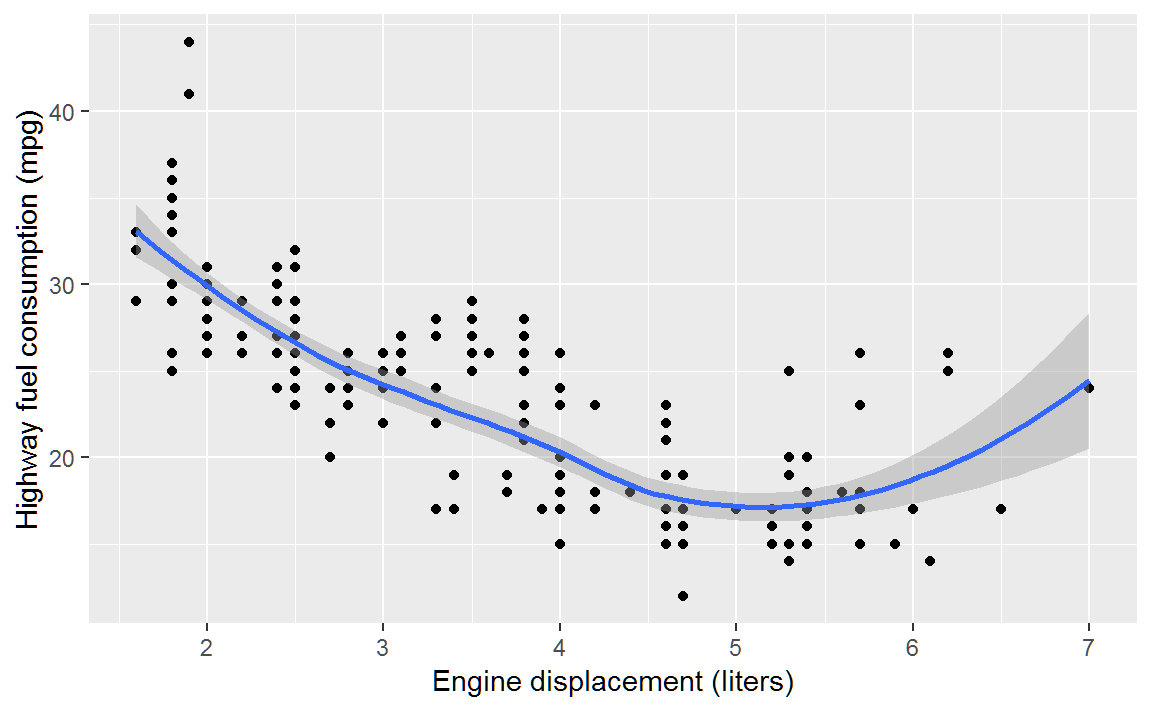 Highway fuel consumption (mpg)
40
30
20
2 3 4 5 6 7
Engine displacement (liters)